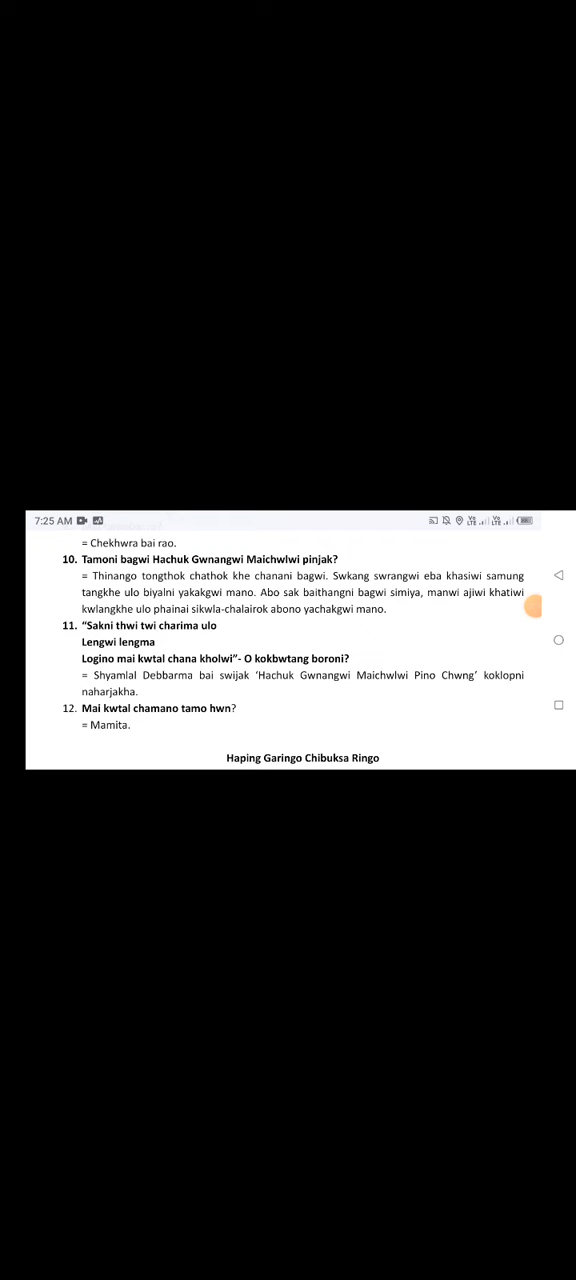 7:25 AM
= Chekhwra bai rao.
10. Tamoni bagwi Hachuk Gwnangwi Maichwlwi pinjak?
= Thinango tongthok chathok khe chanani bagwi. Swkang swrangwi eba khasiwi samung
tangkhe ulo biyalni yakakgwi mano. Abo sak baithangni bagwi simiya, manwi ajiwi khatiwi
kwlangkhe ulo phainai sikwla-chalairok abono yachakgwi mano.
11. “Sakni thwi twi charima ulo
Lengwi lengma
Logino mai kwtal chana kholwi”- O kokbwtang boroni?
= Shyamlal Debbarma bai swijak ‘Hachuk Gwnangwi Maichwlwi Pino Chwng’ koklopni
naharjakha.
12. Mai kwtal chamano tamo hwn?
= Mamita.
Haping Garingo Chibuksa Ringo